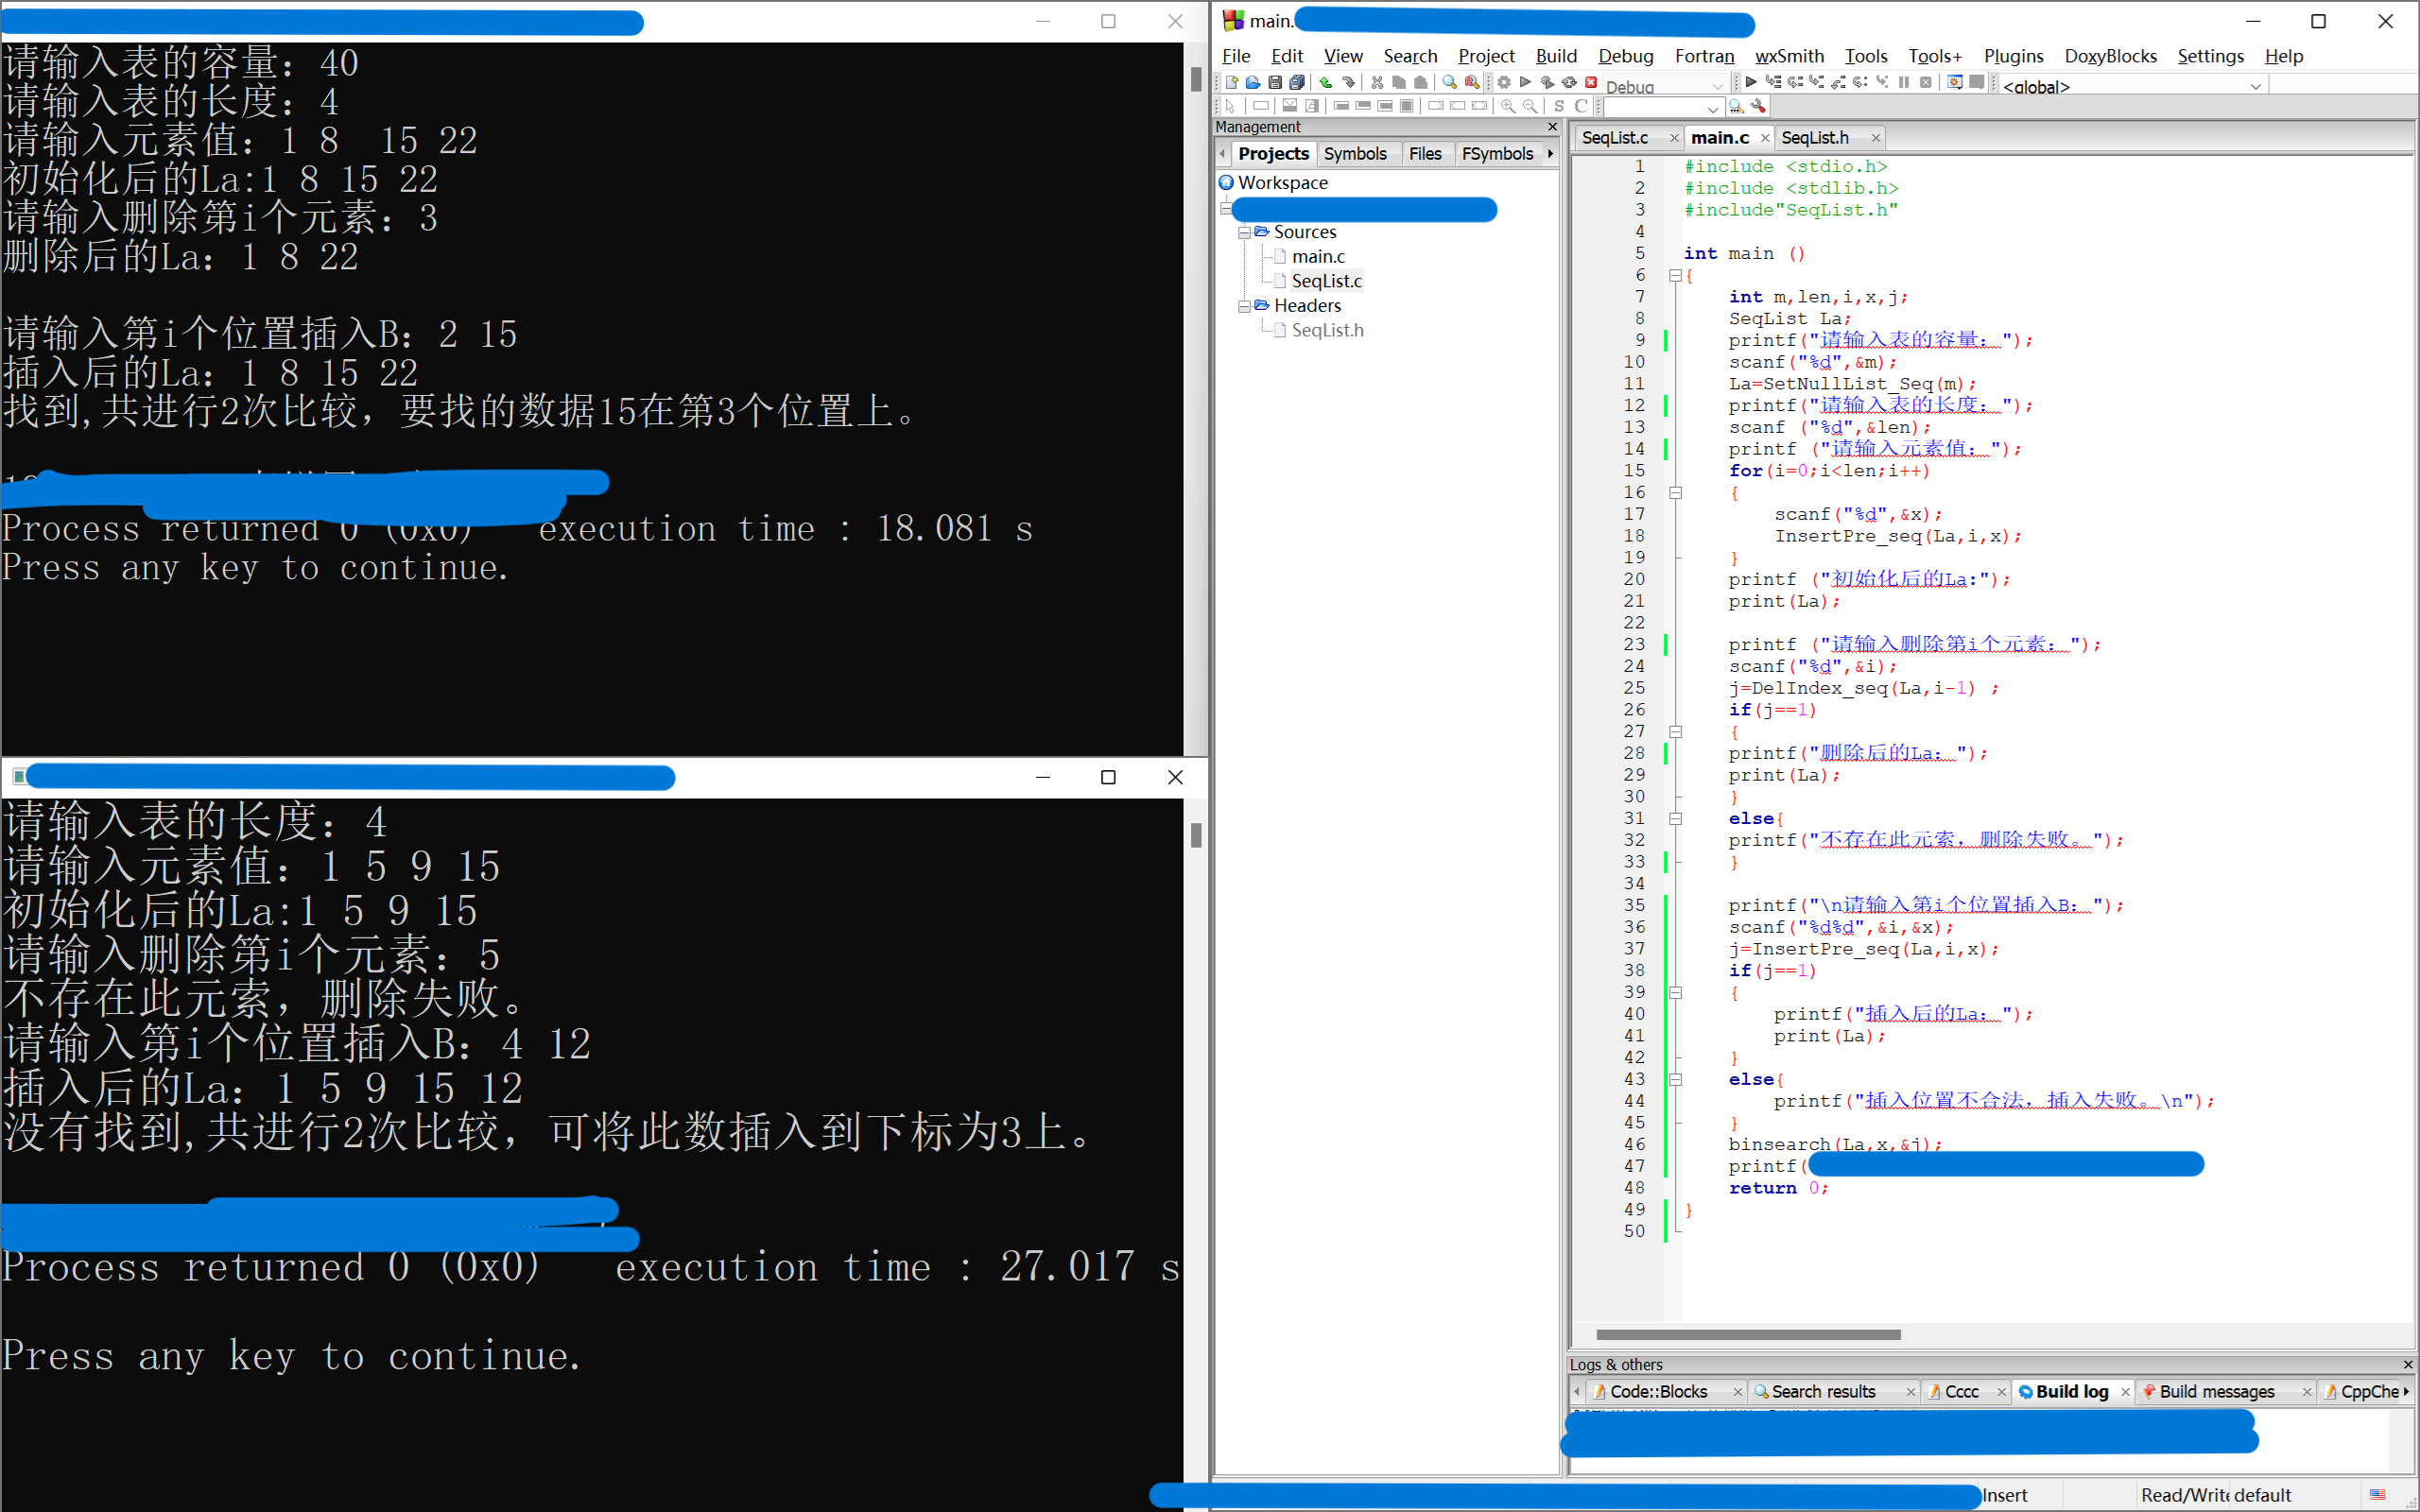 请输入表的容量：40
请输入表的长度：4
请输入元素值：1 8  15 22
初始化后的La:1 8 15 22
请输入删除第i个元素：3
删除后的La：1 8 22
请输入第i个位置插入B：2 15
插入后的La：1 8 15 22
找到,共进行2次比较，要找的数据15在第3个位置上。
Process returned 0 (0x0)   execution time : 18.081 s
Press any key to continue.
请输入表的长度：4
请输入元素值：1 5 9 15
初始化后的La:1 5 9 15
请输入删除第i个元素：5
不存在此元素，删除失败。
请输入第i个位置插入B：4 12
插入后的La：1 5 9 15 12
没有找到,共进行2次比较，可将此数插入到下标为3上。
Process returned 0 (0x0)   execution time : 27.017 s
Press any key to continue.
main.
File Edit View Search Project Build Debug Fortran wxSmith Tools Tools+ Plugins DoxyBlocks Settings Help
Debug <global>
S C
Management
Projects Symbols Files FSymbols
Workspace
Sources
main.c
SeqList.c
Headers
SeqList.h
SeqList.c main.c SeqList.h
1 #include <stdio.h>
2 #include <stdlib.h>
3 #include"SeqList.h"
4
5 int main ()
6 {
7     int m,len,i,x,j;
8     SeqList La;
9     printf("请输入表的容量：");
10     scanf("%d",&m);
11     La=SetNullList_Seq(m);
12     printf("请输入表的长度：");
13     scanf ("%d",&len);
14     printf ("请输入元素值：");
15     for(i=0;i<len;i++)
16     {
17         scanf("%d",&x);
18         InsertPre_seq(La,i,x);
19     }
20     printf ("初始化后的La:");
21     print(La);
22
23     printf ("请输入删除第i个元素：");
24     scanf("%d",&i);
25     j=DelIndex_seq(La,i-1) ;
26     if(j==1)
27     {
28     printf("删除后的La：");
29     print(La);
30     }
31     else{
32     printf("不存在此元素，删除失败。");
33     }
34
35     printf("\n请输入第i个位置插入B：");
36     scanf("%d%d",&i,&x);
37     j=InsertPre_seq(La,i,x);
38     if(j==1)
39     {
40         printf("插入后的La：");
41         print(La);
42     }
43     else{
44         printf("插入位置不合法，插入失败。\n");
45     }
46     binsearch(La,x,&j);
47     printf(
48     return 0;
49 }
50
Logs & others
Code::Blocks Search results Cccc Build log Build messages CppChe
Insert Read/Write default